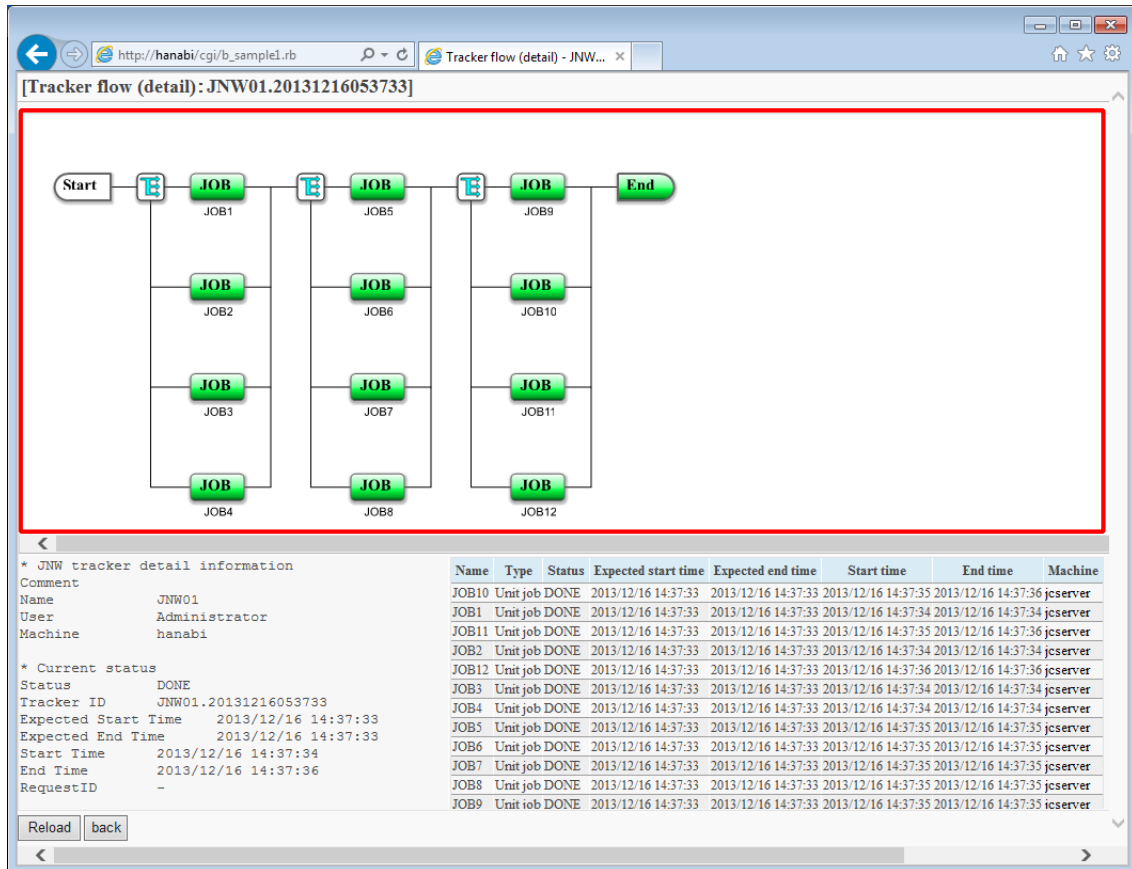 http://hanabi/cgi/b_sample1.rb
Tracker flow (detail) - JNW...
[Tracker flow (detail):JNW01.20131216053733]
Start JOB JOB JOB End
JOB1 JOB5 JOB9
JOB JOB JOB
JOB2 JOB6 JOB10
JOB JOB JOB
JOB3 JOB7 JOB11
JOB JOB JOB
JOB4 JOB8 JOB12
* JNW tracker detail information
Comment
Name JNW01
User Administrator
Machine hanabi
* Current status
Status DONE
Tracker ID JNW01.20131216053733
Expected Start Time 2013/12/16 14:37:33
Expected End Time 2013/12/16 14:37:33
Start Time 2013/12/16 14:37:34
End Time 2013/12/16 14:37:36
RequestID -
Name Type Status Expected start time Expected end time Start time End time Machine
JOB10 Unit job DONE 2013/12/16 14:37:33 2013/12/16 14:37:33 2013/12/16 14:37:35 2013/12/16 14:37:36 jcserver
JOB1 Unit job DONE 2013/12/16 14:37:33 2013/12/16 14:37:33 2013/12/16 14:37:34 2013/12/16 14:37:34 jcserver
JOB11 Unit job DONE 2013/12/16 14:37:33 2013/12/16 14:37:33 2013/12/16 14:37:35 2013/12/16 14:37:36 jcserver
JOB2 Unit job DONE 2013/12/16 14:37:33 2013/12/16 14:37:33 2013/12/16 14:37:34 2013/12/16 14:37:34 jcserver
JOB12 Unit job DONE 2013/12/16 14:37:33 2013/12/16 14:37:33 2013/12/16 14:37:36 2013/12/16 14:37:36 jcserver
JOB3 Unit job DONE 2013/12/16 14:37:33 2013/12/16 14:37:33 2013/12/16 14:37:34 2013/12/16 14:37:34 jcserver
JOB4 Unit job DONE 2013/12/16 14:37:33 2013/12/16 14:37:33 2013/12/16 14:37:34 2013/12/16 14:37:34 jcserver
JOB5 Unit job DONE 2013/12/16 14:37:33 2013/12/16 14:37:33 2013/12/16 14:37:35 2013/12/16 14:37:35 jcserver
JOB6 Unit job DONE 2013/12/16 14:37:33 2013/12/16 14:37:33 2013/12/16 14:37:35 2013/12/16 14:37:35 jcserver
JOB7 Unit job DONE 2013/12/16 14:37:33 2013/12/16 14:37:33 2013/12/16 14:37:35 2013/12/16 14:37:35 jcserver
JOB8 Unit job DONE 2013/12/16 14:37:33 2013/12/16 14:37:33 2013/12/16 14:37:35 2013/12/16 14:37:35 jcserver
JOB9 Unit job DONE 2013/12/16 14:37:33 2013/12/16 14:37:33 2013/12/16 14:37:35 2013/12/16 14:37:35 jcserver
Reload back